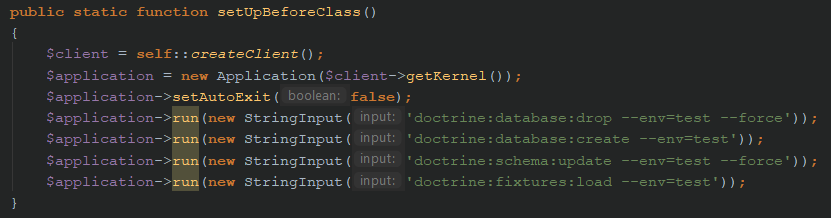 public static function setUpBeforeClass()
{
    $client = self::createClient();
    $application = new Application($client->getKernel());
    $application->setAutoExit( boolean: false);
    $application->run(new StringInput( input: 'doctrine:database:drop --env=test --force'));
    $application->run(new StringInput( input: 'doctrine:database:create --env=test'));
    $application->run(new StringInput( input: 'doctrine:schema:update --env=test --force'));
    $application->run(new StringInput( input: 'doctrine:fixtures:load --env=test'));
}